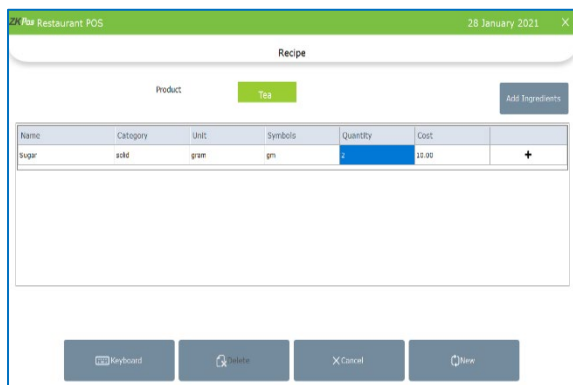 ZKPos Restaurant POS 28 January 2021 X
Recipe
Product Tea
Add Ingredients
Name Category Unit Symbols Quantity Cost
Sugar solid gram gm 2 10.00 +
Keyboard Delete Cancel New